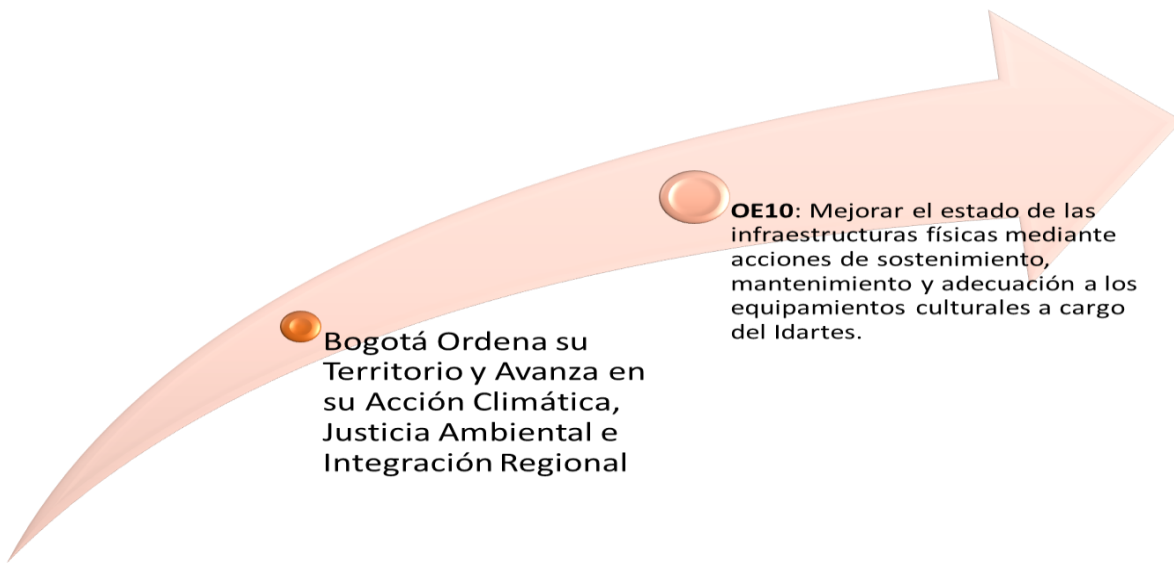 Bogotá Ordena su
Territorio y Avanza en
su Acción Climática,
Justicia Ambiental e
Integración Regional
OE10: Mejorar el estado de las
infraestructuras físicas mediante
acciones de sostenimiento,
mantenimiento y adecuación a los
equipamientos culturales a cargo
del Idartes.